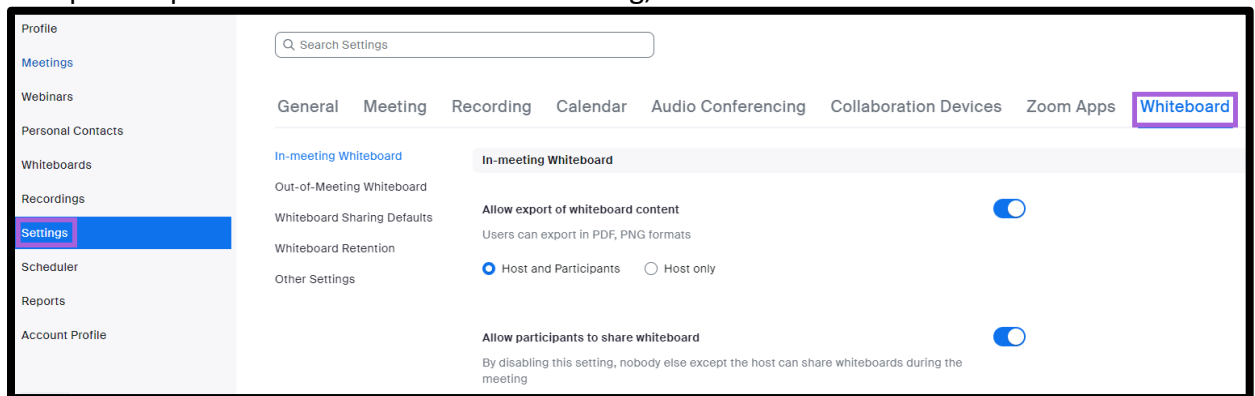 Profile
Meetings
Webinars
Personal Contacts
Whiteboards
Recordings
Settings
Scheduler
Reports
Account Profile
Search Settings
General Meeting Recording Calendar Audio Conferencing Collaboration Devices Zoom Apps Whiteboard
In-meeting Whiteboard
Out-of-Meeting Whiteboard
Whiteboard Sharing Defaults
Whiteboard Retention
Other Settings
In-meeting Whiteboard
Allow export of whiteboard content
Users can export in PDF, PNG formats
Host and Participants Host only
Allow participants to share whiteboard
By disabling this setting, nobody else except the host can share whiteboards during the
meeting